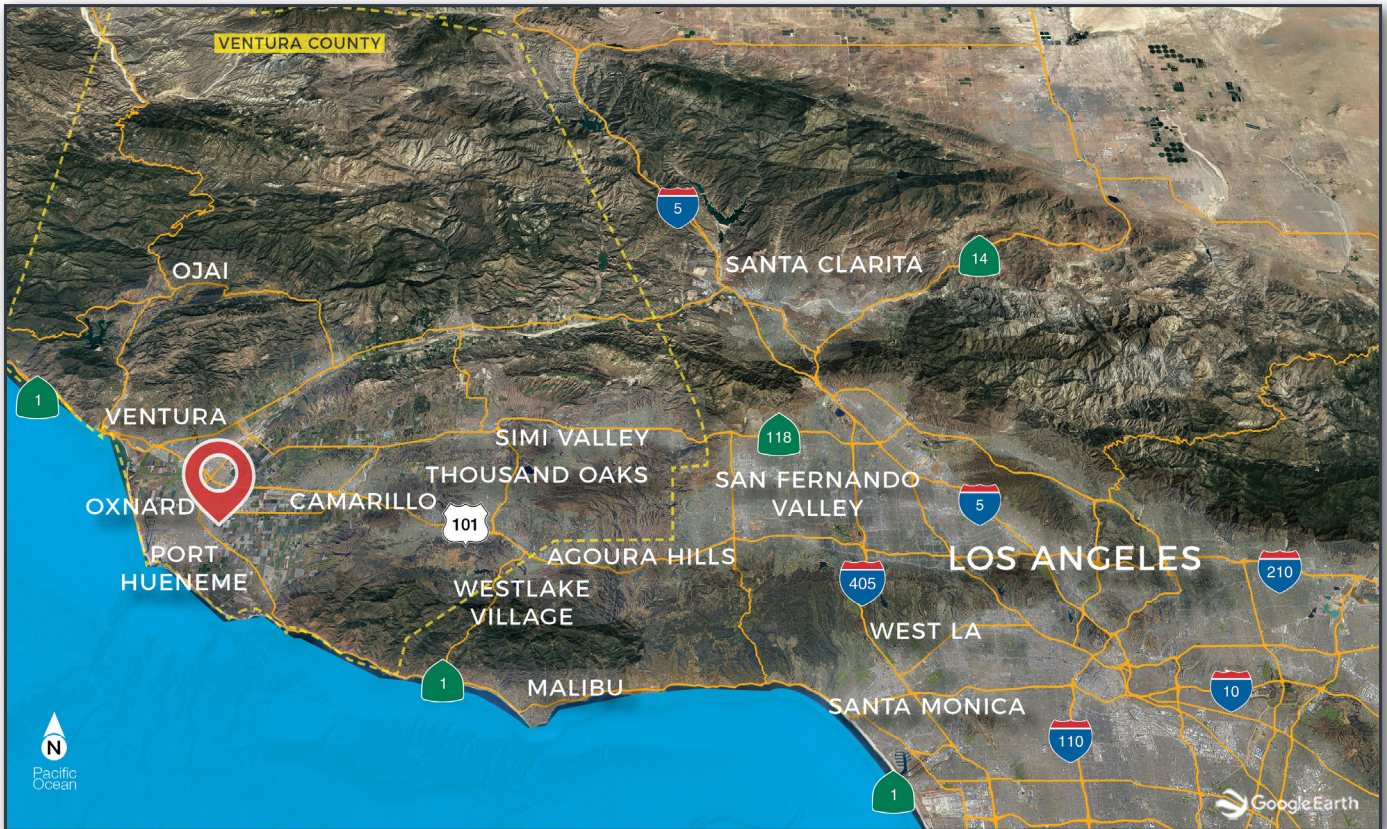 VENTURA COUNTY
5
OJAI
SANTA CLARITA
14
1
VENTURA
SIMI VALLEY
118
THOUSAND OAKS
SAN FERNANDO
VALLEY
OXNARD
CAMARILLO
101
5
PORT
HUENEME
AGOURA HILLS
LOS ANGELES
405
210
WESTLAKE
VILLAGE
WEST LA
1
MALIBU
SANTA MONICA
10
110
N
Pacific
Ocean
1
Google Earth